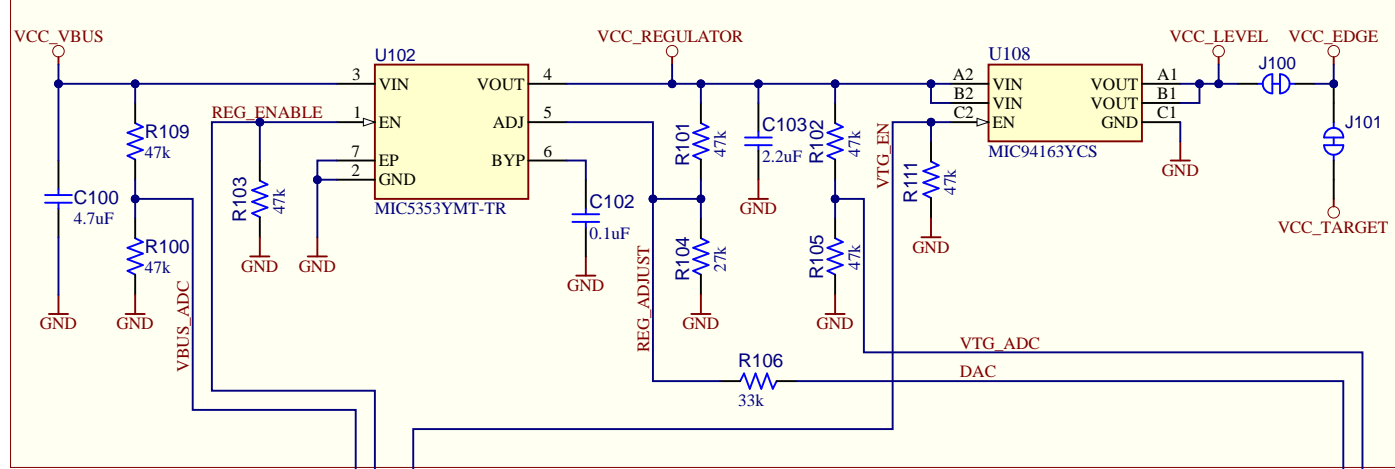 VCC_VBUS
VCC_REGULATOR
VCC_LEVEL
VCC_EDGE
U102
U108
J100
3
VIN
VOUT
4
A2
VIN
VOUT
A1
B2
VIN
VOUT
B1
REG_ENABLE
1
EN
ADJ
5
C2
EN
GND
C1
J101
R109
47k
R101
47k
C103
2.2uF
R102
47k
VTG_EN
MIC94163YCS
7
EP
BYP
6
2
GND
GND
R111
47k
C100
4.7uF
R103
47k
MIC5353YMT-TR
C102
0.1uF
GND
VCC_TARGET
R100
47k
R104
27k
R105
47k
GND
GND
GND
GND
REG_ADJUST
VBUS_ADC
GND
GND
GND
GND
VTG_ADC
R106
33k
DAC